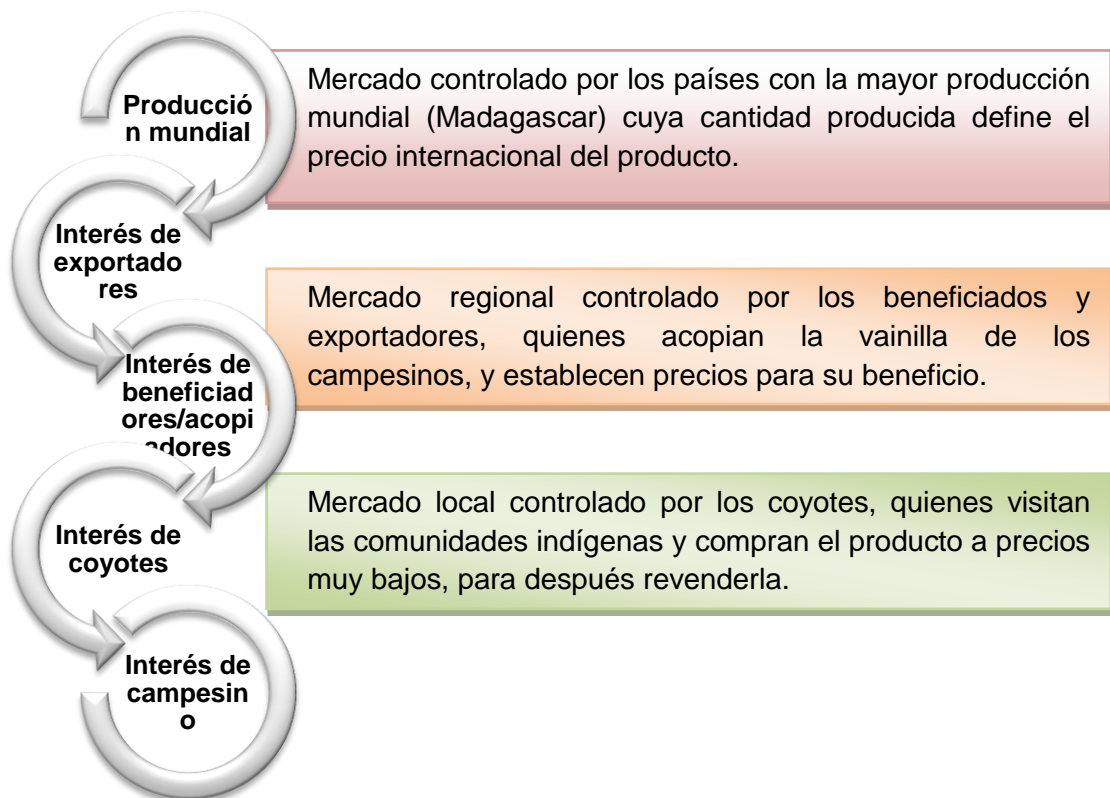 Producció
n mundial
Mercado controlado por los países con la mayor producción
mundial (Madagascar) cuya cantidad producida define el
precio internacional del producto.
Interés de
exportado
res
Mercado regional controlado por los beneficiados y
exportadores, quienes acopian la vainilla de los
campesinos, y establecen precios para su beneficio.
Interés de
beneficiad
ores/acopi
adores
Mercado local controlado por los coyotes, quienes visitan
las comunidades indígenas y compran el producto a precios
muy bajos, para después revenderla.
Interés de
coyotes
Interés de
campesin
o